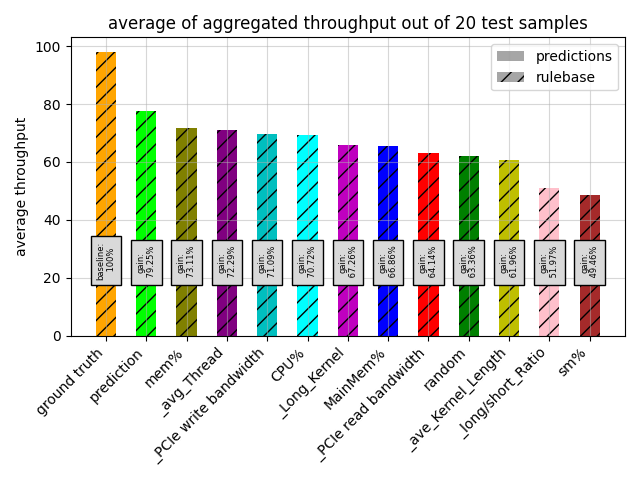 average of aggregated throughput out of 20 test samples
predictions
rulebase
average throughput
100
80
60
40
20
0
baseline:
100%
gain:
79.25%
gain:
73.11%
gain:
72.29%
gain:
71.09%
gain:
70.72%
gain:
67.26%
gain:
66.86%
gain:
64.14%
gain:
63.36%
gain:
61.96%
gain:
51.97%
gain:
49.46%
ground truth
prediction
mem%
_avg_Thread
_PCIe write bandwidth
CPU%
_Long_Kernel
MainMem%
_PCIe read bandwidth
random
_ave_Kernel_Length
_long/short_Ratio
sm%